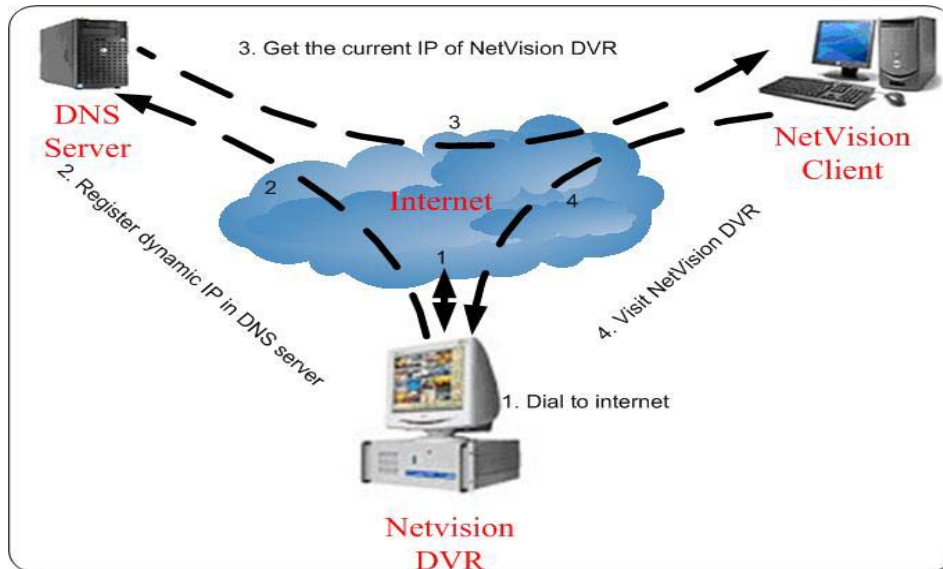 3. Get the current IP of NetVision DVR
3
DNS
Server
NetVision
Client
2
Internet
4
2. Register dynamic IP in DNS server
4. Visit NetVision DVR
1
1. Dial to internet
Netvision
DVR